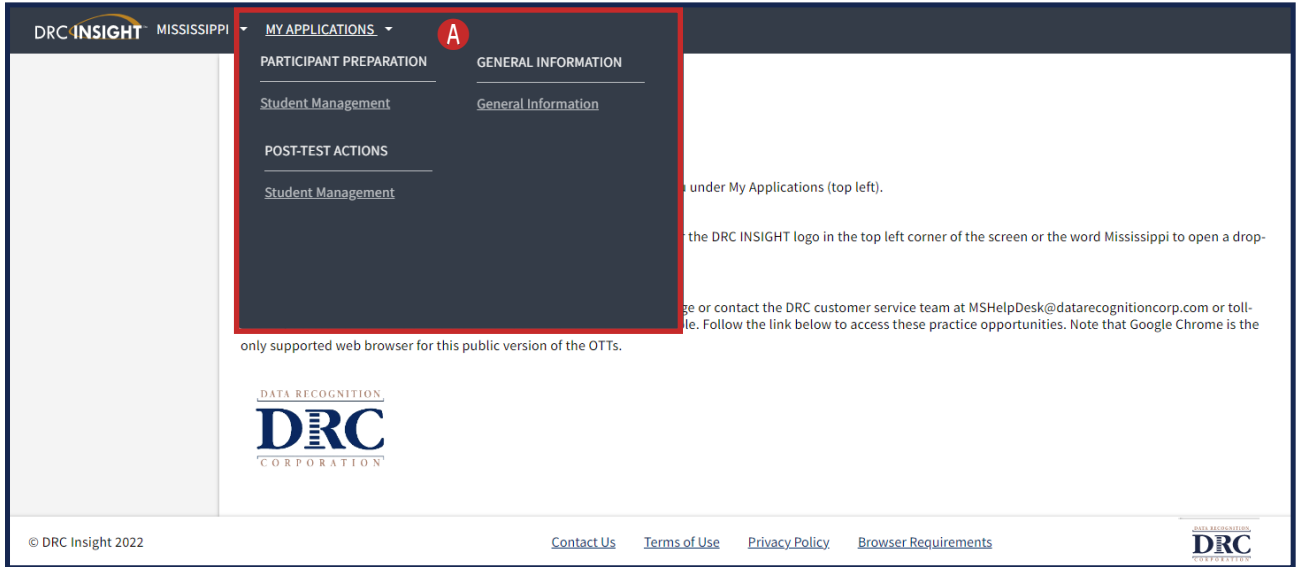 DRC INSIGHT MISSISSIPPI MY APPLICATIONS A
PARTICIPANT PREPARATION GENERAL INFORMATION
Student Management General Information
POST-TEST ACTIONS
Student Management
under My Applications (top left).
the DRC INSIGHT logo in the top left corner of the screen or the word Mississippi to open a drop-
or contact the DRC customer service team at MSHelpDesk@datarecognitioncorp.com or toll-
Follow the link below to access these practice opportunities. Note that Google Chrome is the
only supported web browser for this public version of the OTTs.
DATA RECOGNITION
DRC
CORPORATION
© DRC Insight 2022 Contact Us Terms of Use Privacy Policy Browser Requirements
DATA RECOGNITION
DRC
CORPORATION